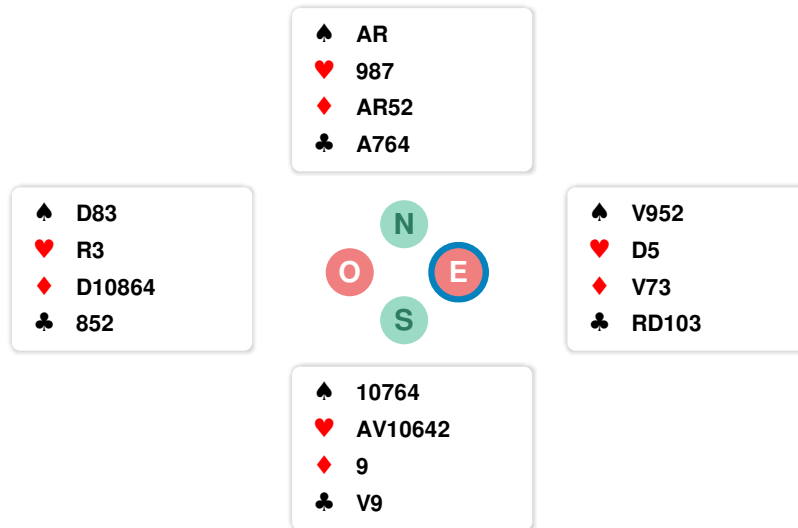 ♠ AR
♥ 987
♦ AR52
♣ A764
♠ D83
♥ R3
♦ D10864
♣ 852
N
O
E
S
♠ V952
♥ D5
♦ V73
♣ RD103
♠ 10764
♥ AV10642
♦ 9
♣ V9